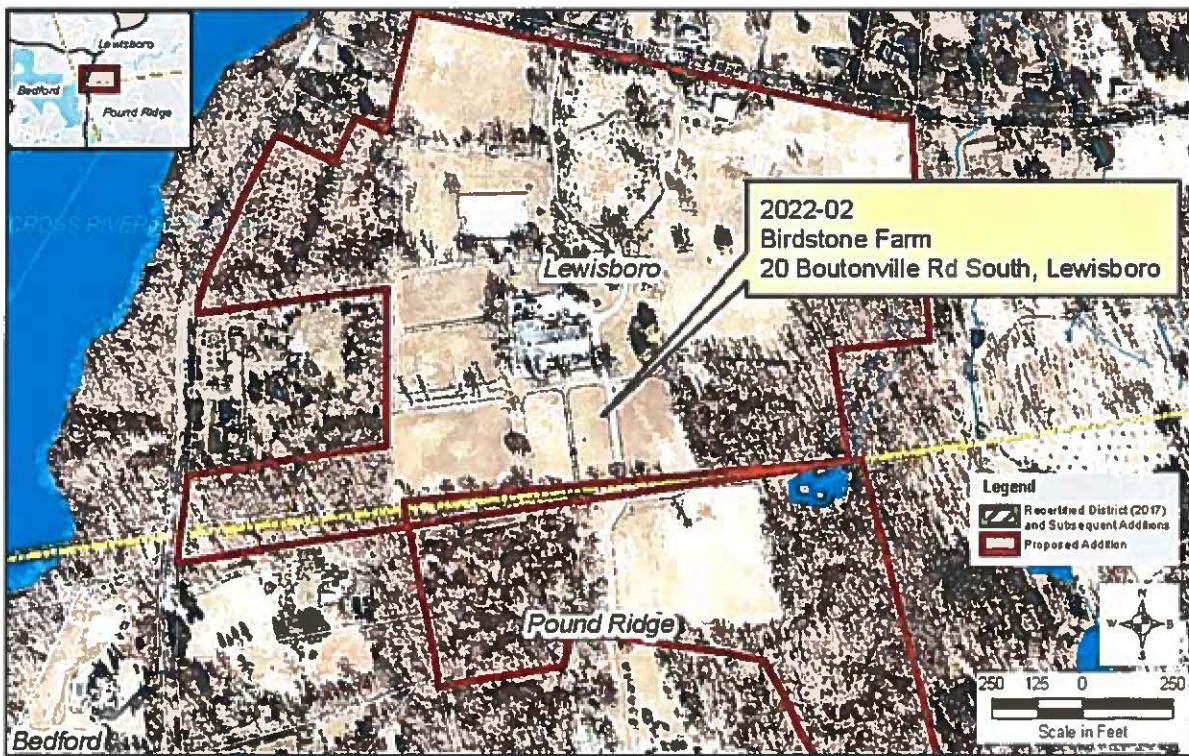 Lewisboro
Bedford
Pound Ridge
CROSS RIVER
2022-02
Birdstone Farm
20 Boutonville Rd South, Lewisboro
Lewisboro
Legend
Recertified District (2017)
and Subsequent Additions
Proposed Addition
N
W
S
Pound Ridge
250 125 0 250
Scale in Feet
Bedford